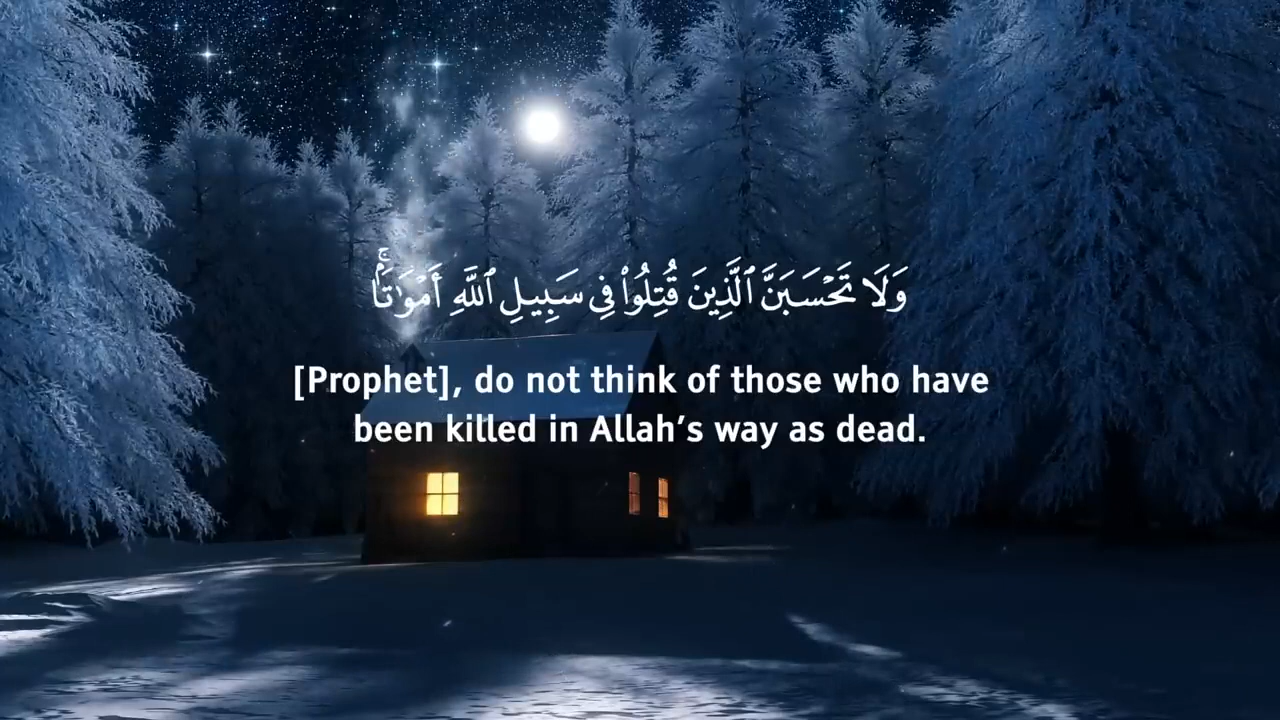 وَلَا تَحْسَبَنَّ ٱلَّذِينَ قُتِلُوا۟ فِى سَبِيلِ ٱللَّهِ أَمْوَٰتًۢا ۚ
[Prophet], do not think of those who have
been killed in Allah’s way as dead.